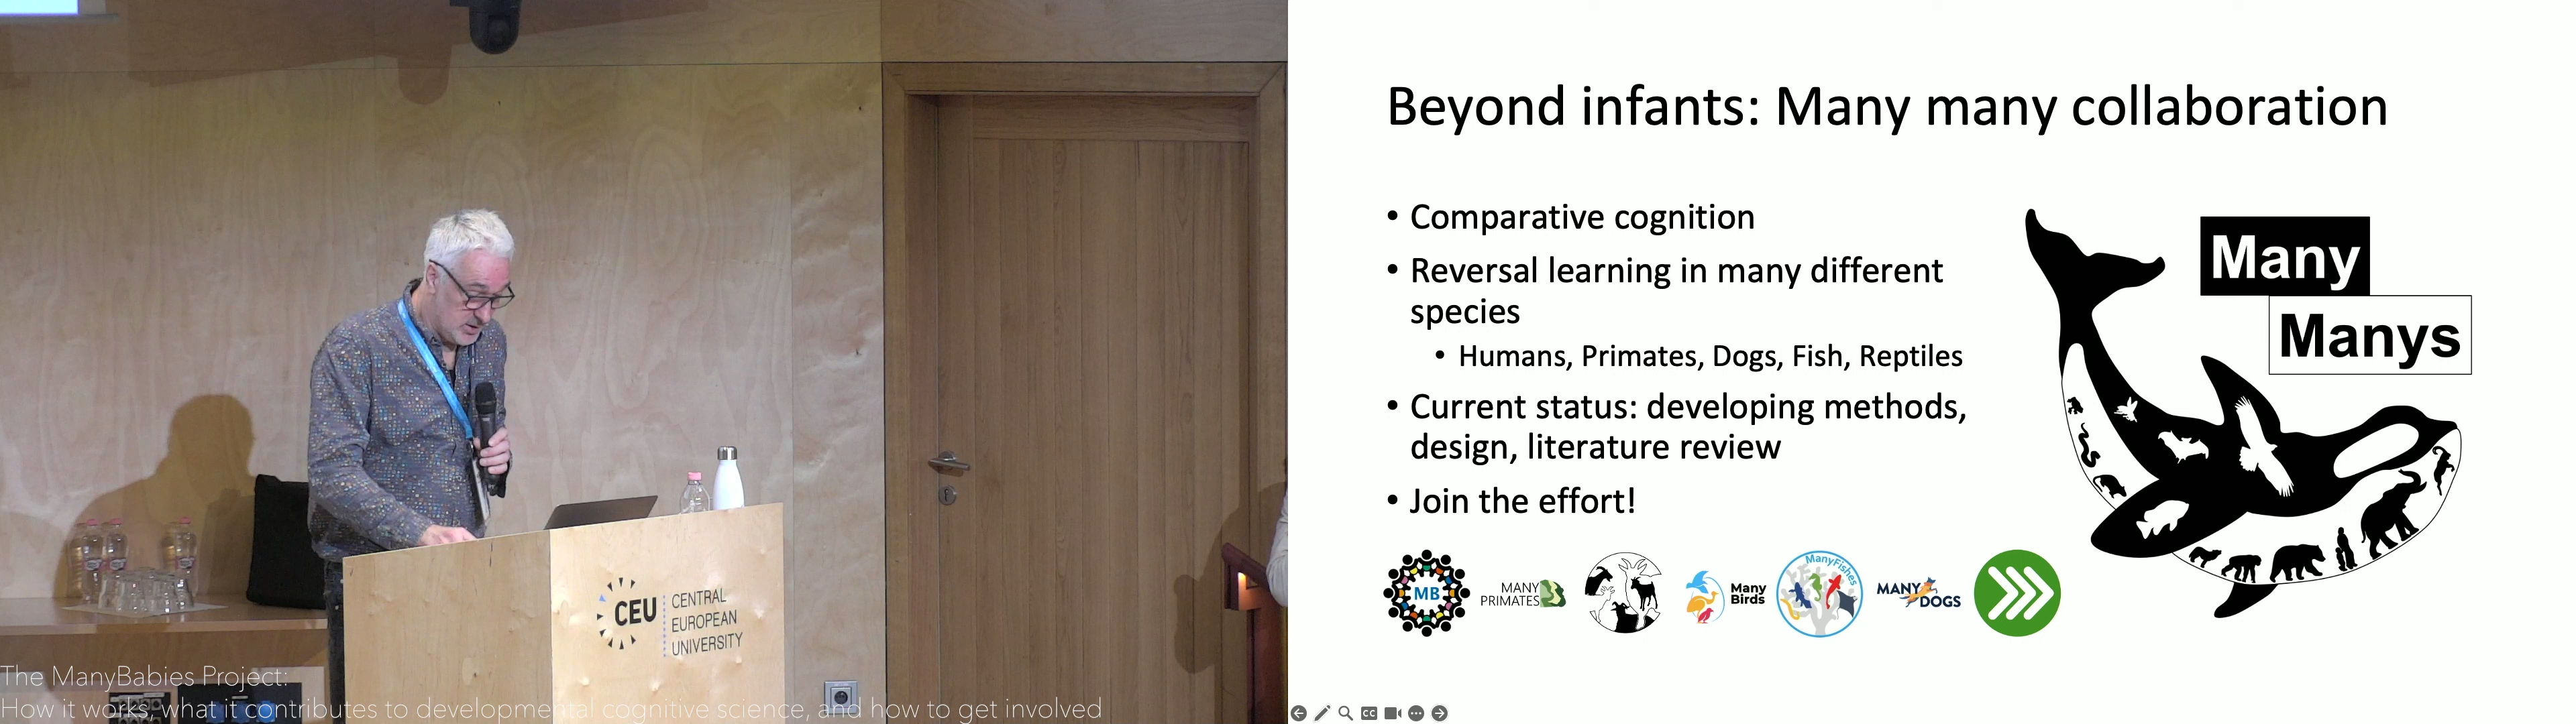 CEU
CENTRAL
EUROPEAN
UNIVERSITY
The ManyBabies Project:
How it works, what it contributes to developmental cognitive science, and how to get involved
Beyond infants: Many many collaboration
• Comparative cognition
• Reversal learning in many different
species
• Humans, Primates, Dogs, Fish, Reptiles
• Current status: developing methods,
design, literature review
• Join the effort!
Many
Manys
MB
MANY
PRIMATES
Many
Birds
ManyFishes
MANY
DOGS
CC